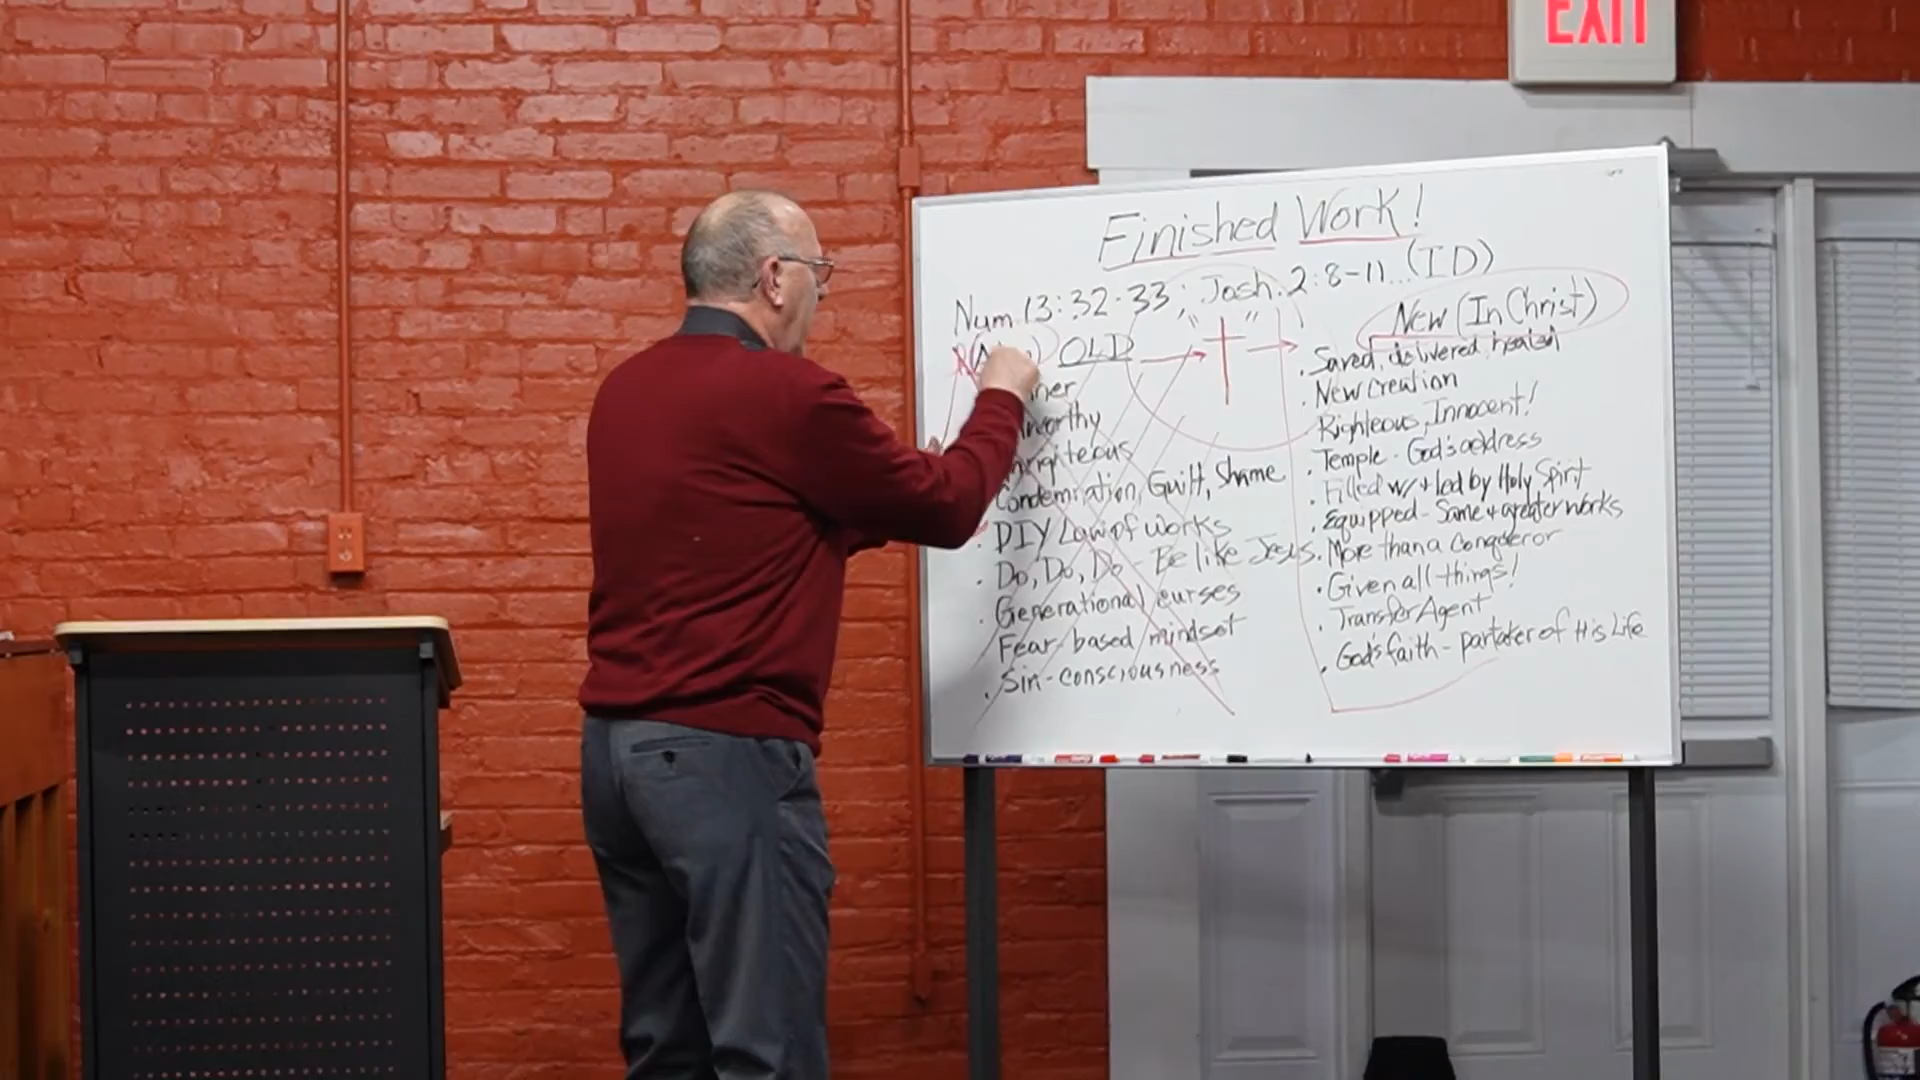 EXIT
Finished Work!
Num. 13:32-33; Josh. 2:8-11... (ID)
OLD
New (In Christ)
Condemnation, Guilt, Shame
DIY Law of works
Do, Do, Do - Be like Jesus
Generational curses
Fear-based mindset
Sin-consciousness
Saved, delivered, healed
New creation
Righteous, Innocent!
Temple - God's address
Filled w/ + led by Holy Spirit
Equipped - Same + greater works
More than a conqueror
Given all things!
Transfer Agent
God's faith - partaker of His Life